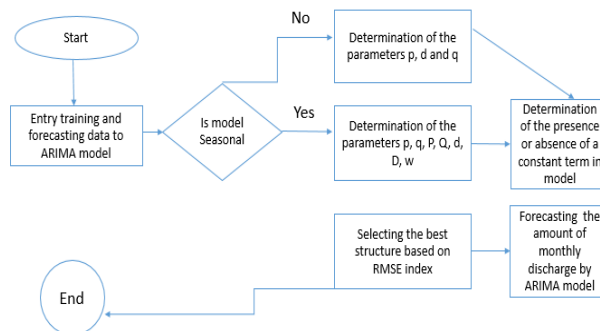 Start
Entry training and
forecasting data to
ARIMA model
Is model
Seasonal
No
Determination of the
parameters p, d and q
Yes
Determination of the
parameters p, q, P, Q, d,
D, w
Determination
of the presence
or absence of a
constant term in
model
Selecting the best
structure based on
RMSE index
Forecasting the
amount of
monthly
discharge by
ARIMA model
End